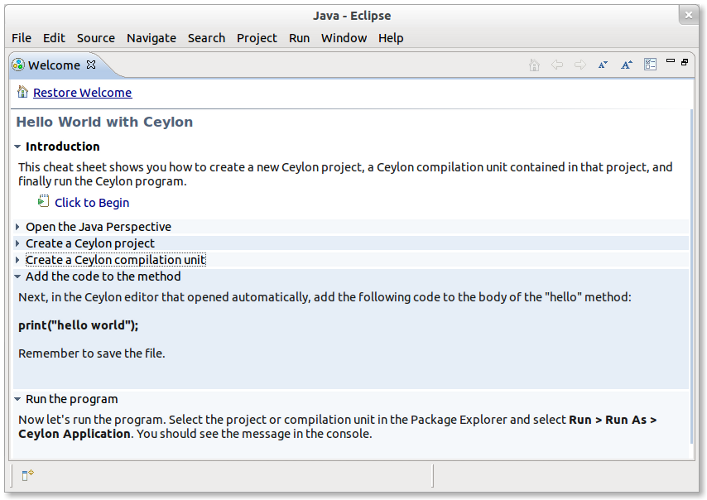 Java - Eclipse
File Edit Source Navigate Search Project Run Window Help
Welcome
Restore Welcome
Hello World with Ceylon
Introduction
This cheat sheet shows you how to create a new Ceylon project, a Ceylon compilation unit contained in that project, and
finally run the Ceylon program.
Click to Begin
Open the Java Perspective
Create a Ceylon project
Create a Ceylon compilation unit
Add the code to the method
Next, in the Ceylon editor that opened automatically, add the following code to the body of the "hello" method:
print("hello world");
Remember to save the file.
Run the program
Now let's run the program. Select the project or compilation unit in the Package Explorer and select Run > Run As >
Ceylon Application. You should see the message in the console.